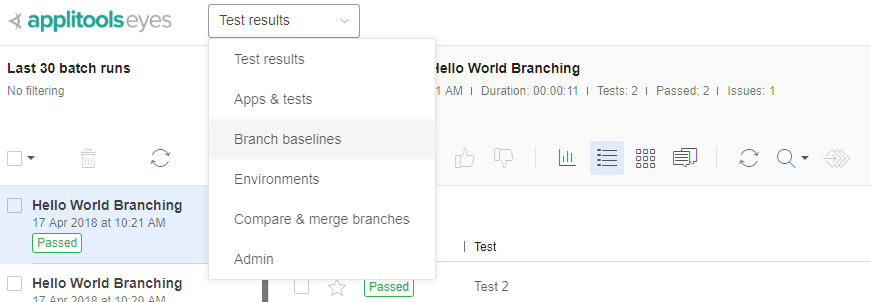 applitools eyes
Test results
Last 30 batch runs
No filtering
Test results
Apps & tests
Branch baselines
Environments
Compare & merge branches
Admin
Hello World Branching
AM | Duration: 00:00:11 | Tests: 2 | Passed: 2 | Issues: 1
Hello World Branching
17 Apr 2018 at 10:21 AM
Passed
Hello World Branching
17 Apr 2018 at 10:20 AM
Test
Passed
Test 2